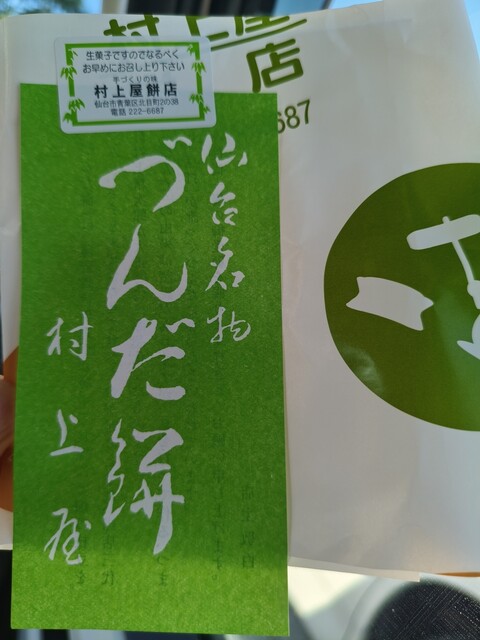 村上屋
店
687
生菓子ですのでなるべく
お早めにお召し上り下さい
手づくりの味
村上屋餅店
仙台市青葉区北目町2の38
電話 222-6687
仙台名物
づんだ餅
村上屋